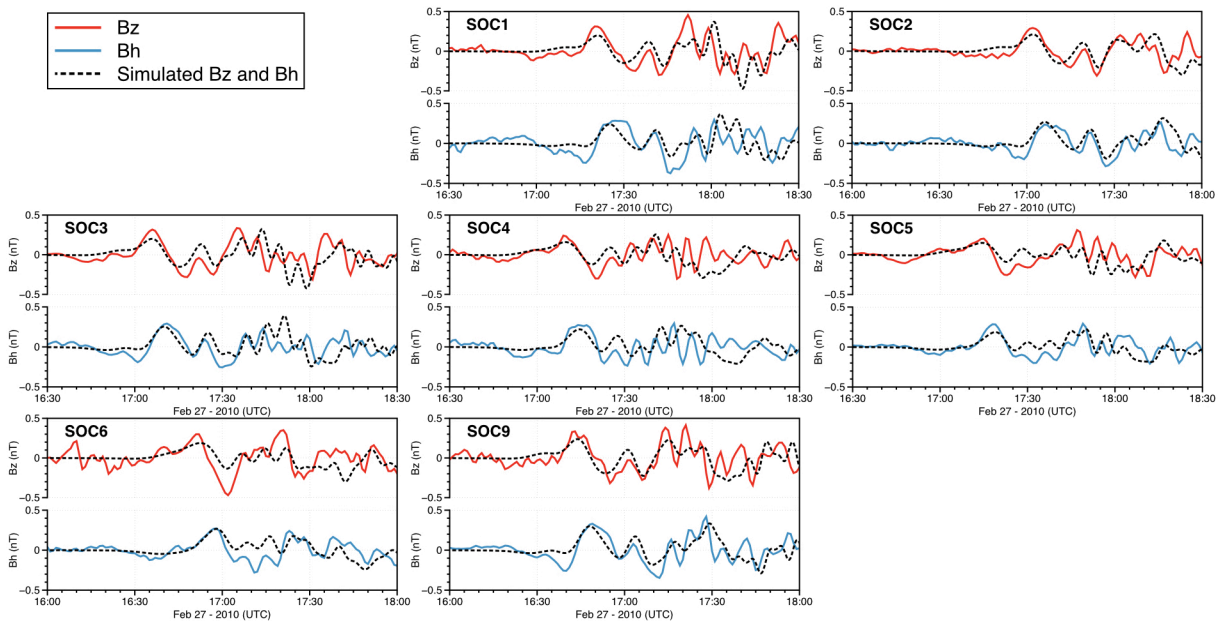 Bz
Bh
Simulated Bz and Bh
SOC1
Bz (nT)
0.5
0
−0.5
Bh (nT)
0.5
0
−0.5
16:30 17:00 17:30 18:00 18:30
Feb 27 - 2010 (UTC)
SOC2
Bz (nT)
0.5
0
−0.5
Bh (nT)
0.5
0
−0.5
16:00 16:30 17:00 17:30 18:00
Feb 27 - 2010 (UTC)
SOC3
Bz (nT)
0.5
0
−0.5
Bh (nT)
0.5
0
−0.5
16:30 17:00 17:30 18:00 18:30
Feb 27 - 2010 (UTC)
SOC4
Bz (nT)
0.5
0
−0.5
Bh (nT)
0.5
0
−0.5
16:30 17:00 17:30 18:00 18:30
Feb 27 - 2010 (UTC)
SOC5
Bz (nT)
0.5
0
−0.5
Bh (nT)
0.5
0
−0.5
16:30 17:00 17:30 18:00 18:30
Feb 27 - 2010 (UTC)
SOC6
Bz (nT)
0.5
0
−0.5
Bh (nT)
0.5
0
−0.5
16:00 16:30 17:00 17:30 18:00
Feb 27 - 2010 (UTC)
SOC9
Bz (nT)
0.5
0
−0.5
Bh (nT)
0.5
0
−0.5
16:00 16:30 17:00 17:30 18:00
Feb 27 - 2010 (UTC)